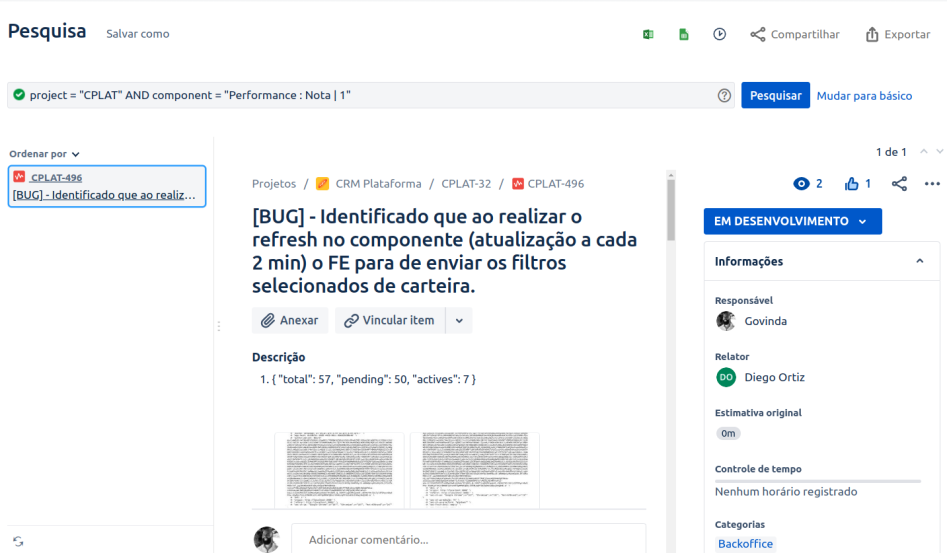 Pesquisa
Salvar como
Compartilhar
Exportar
project = "CPLAT" AND component = "Performance : Nota | 1"
Pesquisar
Mudar para básico
Ordenar por
CPLAT-496
[BUG] - Identificado que ao realiz...
1 de 1
Projetos / CRM Plataforma / CPLAT-32 / CPLAT-496
2
1
[BUG] - Identificado que ao realizar o
refresh no componente (atualização a cada
2 min) o FE para de enviar os filtros
selecionados de carteira.
Anexar
Vincular item
Descrição
1. { "total": 57, "pending": 50, "actives": 7 }
Adicionar comentário...
EM DESENVOLVIMENTO
Informações
Responsável
Govinda
Relator
DO
Diego Ortiz
Estimativa original
0m
Controle de tempo
Nenhum horário registrado
Categorias
Backoffice